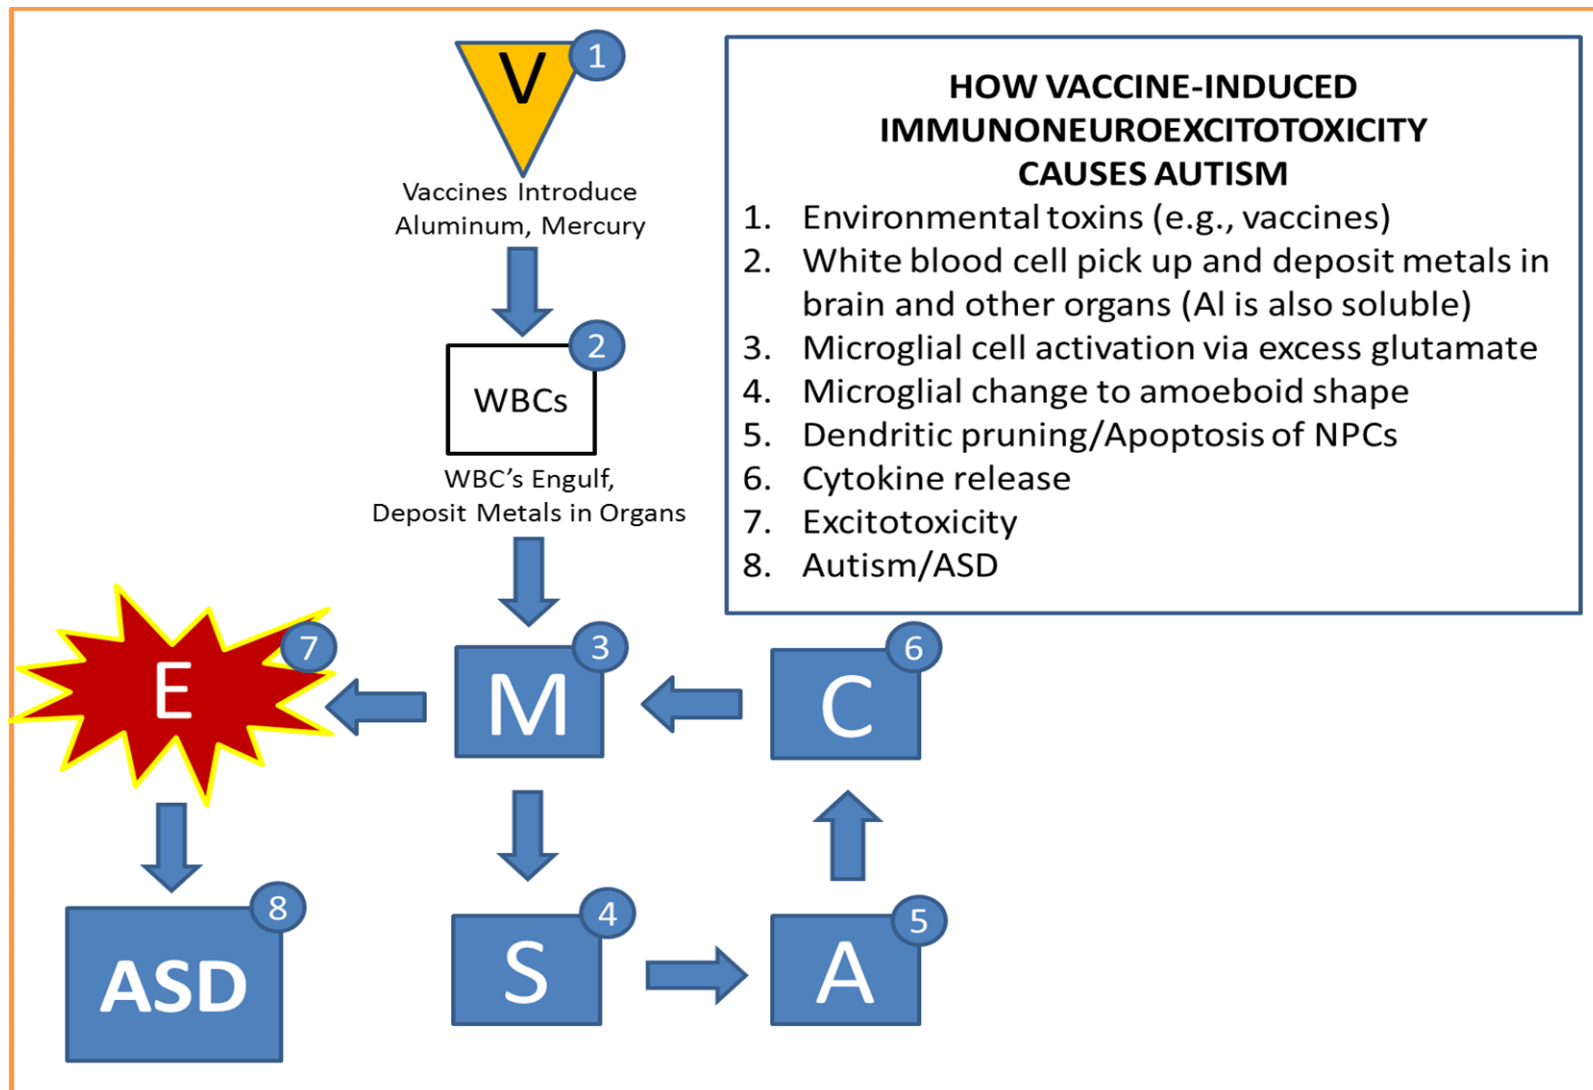 V
1
Vaccines Introduce
Aluminum, Mercury
2
WBCs
WBC’s Engulf,
Deposit Metals in Organs
HOW VACCINE-INDUCED
IMMUNONEUROEXCITOTOXICITY
CAUSES AUTISM
1. Environmental toxins (e.g., vaccines)
2. White blood cell pick up and deposit metals in
brain and other organs (Al is also soluble)
3. Microglial cell activation via excess glutamate
4. Microglial change to amoeboid shape
5. Dendritic pruning/Apoptosis of NPCs
6. Cytokine release
7. Excitotoxicity
8. Autism/ASD
E
7
M
3
C
6
ASD
8
S
4
A
5